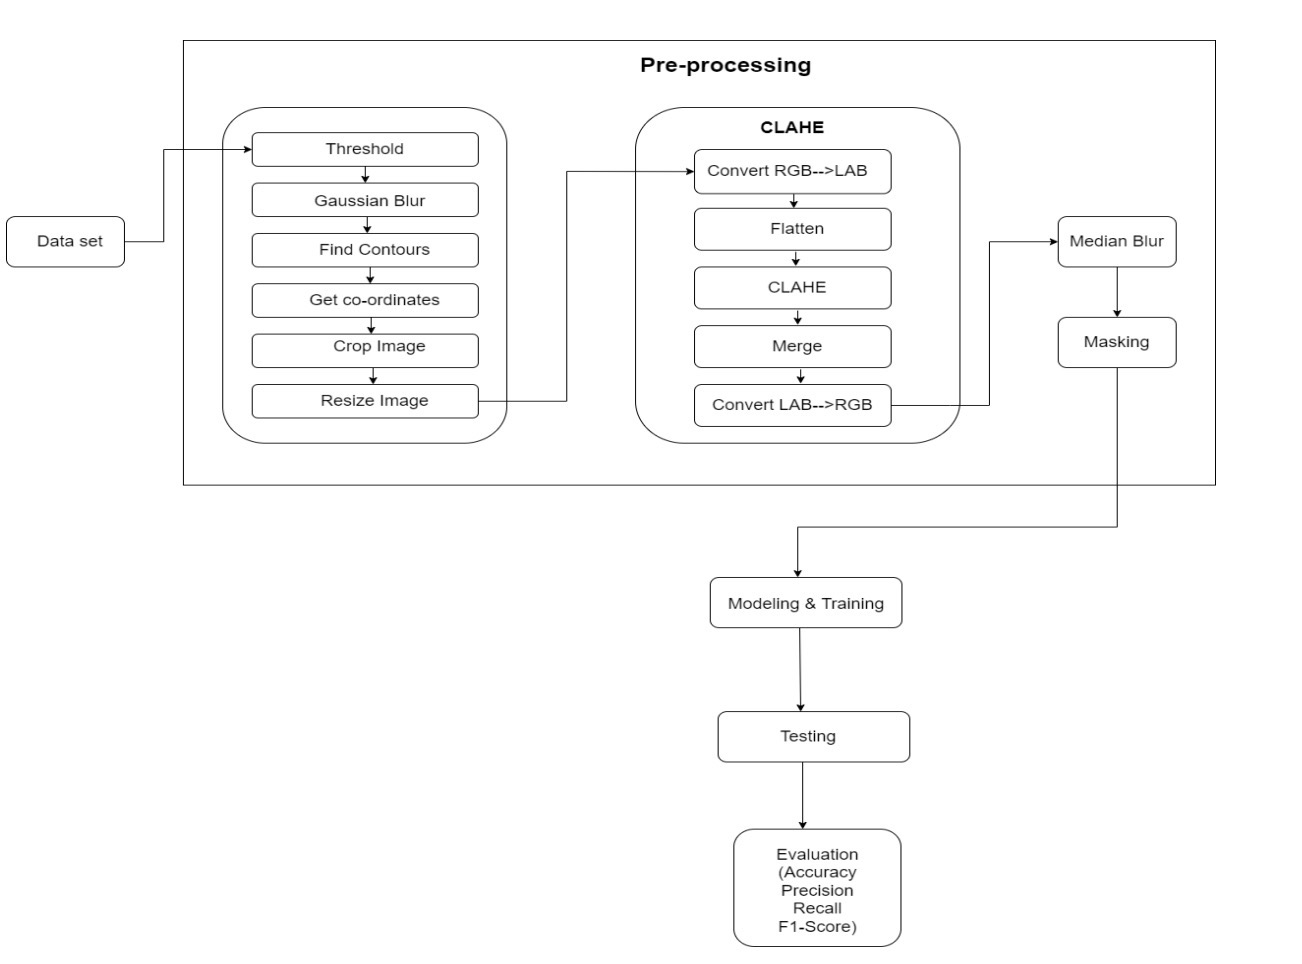 Pre-processing
Data set
Threshold
Gaussian Blur
Find Contours
Get co-ordinates
Crop Image
Resize Image
CLAHE
Convert RGB-->LAB
Flatten
CLAHE
Merge
Convert LAB-->RGB
Median Blur
Masking
Modeling & Training
Testing
Evaluation
(Accuracy
Precision
Recall
F1-Score)